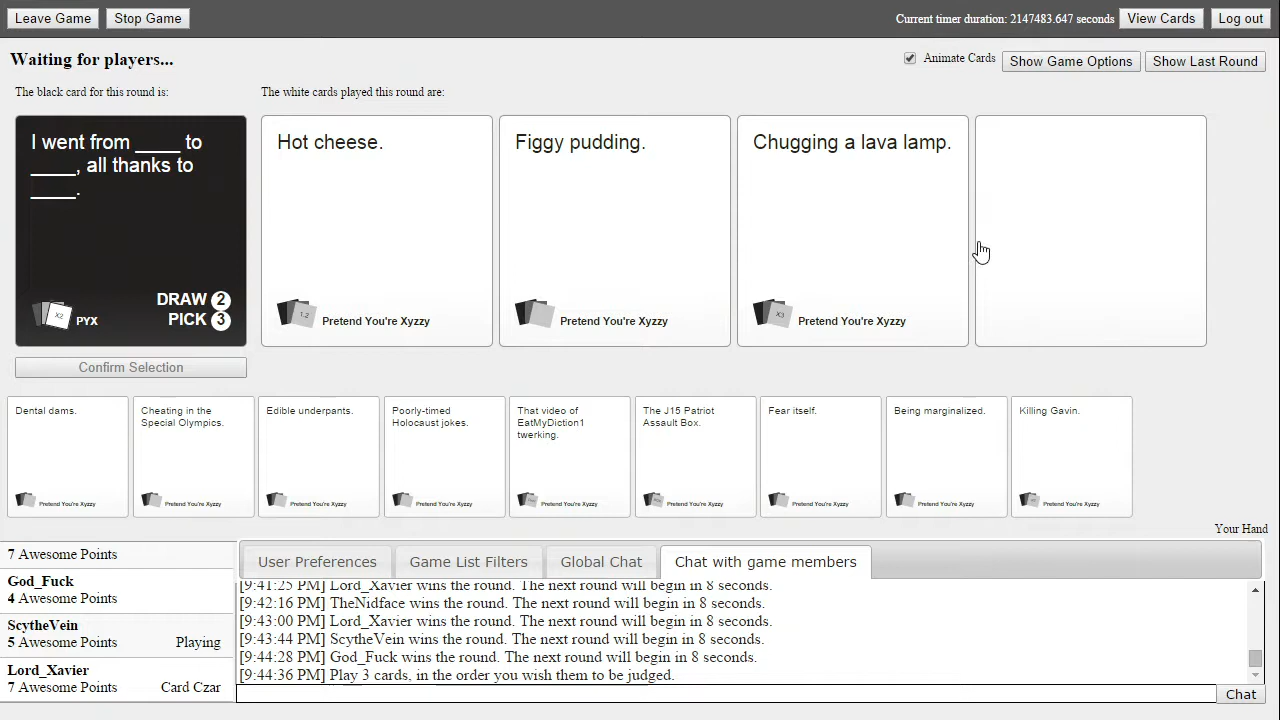 Leave Game
Stop Game
Current timer duration: 2147483.647 seconds
View Cards
Log out
Waiting for players...
Animate Cards
Show Game Options
Show Last Round
The black card for this round is:
The white cards played this round are:
I went from ____ to
____, all thanks to
____.
DRAW 2
PICK 3
X2
PYX
Hot cheese.
1.2
Pretend You're Xyzzy
Figgy pudding.
Pretend You're Xyzzy
Chugging a lava lamp.
X3
Pretend You're Xyzzy
Confirm Selection
Dental dams.
Pretend You're Xyzzy
Cheating in the
Special Olympics.
Pretend You're Xyzzy
Edible underpants.
Pretend You're Xyzzy
Poorly-timed
Holocaust jokes.
Pretend You're Xyzzy
That video of
EatMyDiction1
twerking.
Pretend You're Xyzzy
The J15 Patriot
Assault Box.
Pretend You're Xyzzy
Fear itself.
Pretend You're Xyzzy
Being marginalized.
Pretend You're Xyzzy
Killing Gavin.
Pretend You're Xyzzy
Your Hand
7 Awesome Points
God_Fuck
4 Awesome Points
ScytheVein
5 Awesome Points
Playing
Lord_Xavier
7 Awesome Points
Card Czar
User Preferences
Game List Filters
Global Chat
Chat with game members
[9:41:25 PM] Lord_Xavier wins the round. The next round will begin in 8 seconds.
[9:42:16 PM] TheNidface wins the round. The next round will begin in 8 seconds.
[9:43:00 PM] Lord_Xavier wins the round. The next round will begin in 8 seconds.
[9:43:44 PM] ScytheVein wins the round. The next round will begin in 8 seconds.
[9:44:28 PM] God_Fuck wins the round. The next round will begin in 8 seconds.
[9:44:36 PM] Play 3 cards, in the order you wish them to be judged.
Chat